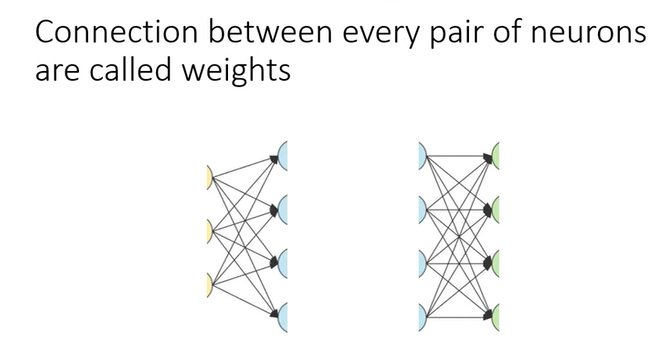 Connection between every pair of neurons
are called weights